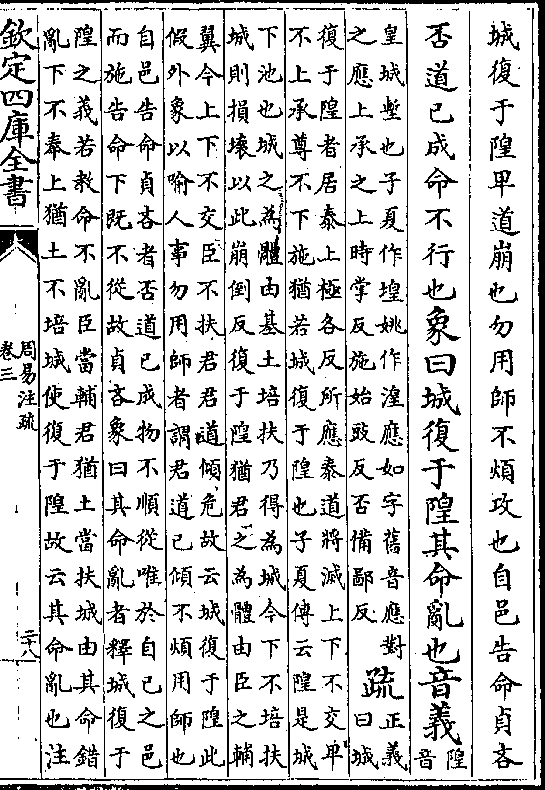 城復于隍卑道崩也勿用師不煩攻也自邑告命貞吝
否道已成命不行也象曰城復于隍其命亂也音義隍
音
皇城塹也子夏作堭姚作湟應如字舊音應對
之應上承之上時掌反施始豉反否備鄙反
疏
正義
曰城
復于隍者居泰上極各反所應泰道將滅上下不交卑
不上承尊不下施猶若城復于隍也子夏傳云隍是城
下池也城之為體由基土培扶乃得為城今下不培扶
城則損壞以此崩倒反復于隍猶君之為體由臣之輔
翼今上下不交臣不扶君君道傾危故云城復于隍此
假外象以喻人事勿用師者謂君道已傾不煩用師也
自邑告命貞吝者否道已成物不順從唯於自己之邑
而施告命下既不從故貞吝象曰其命亂者釋城復于
隍之義若教命不亂臣當輔君猶土當扶城由其命錯
亂下不奉上猶土不培城使復于隍故云其命亂也注
欽定四庫全書
周易注疏
卷三
二十八